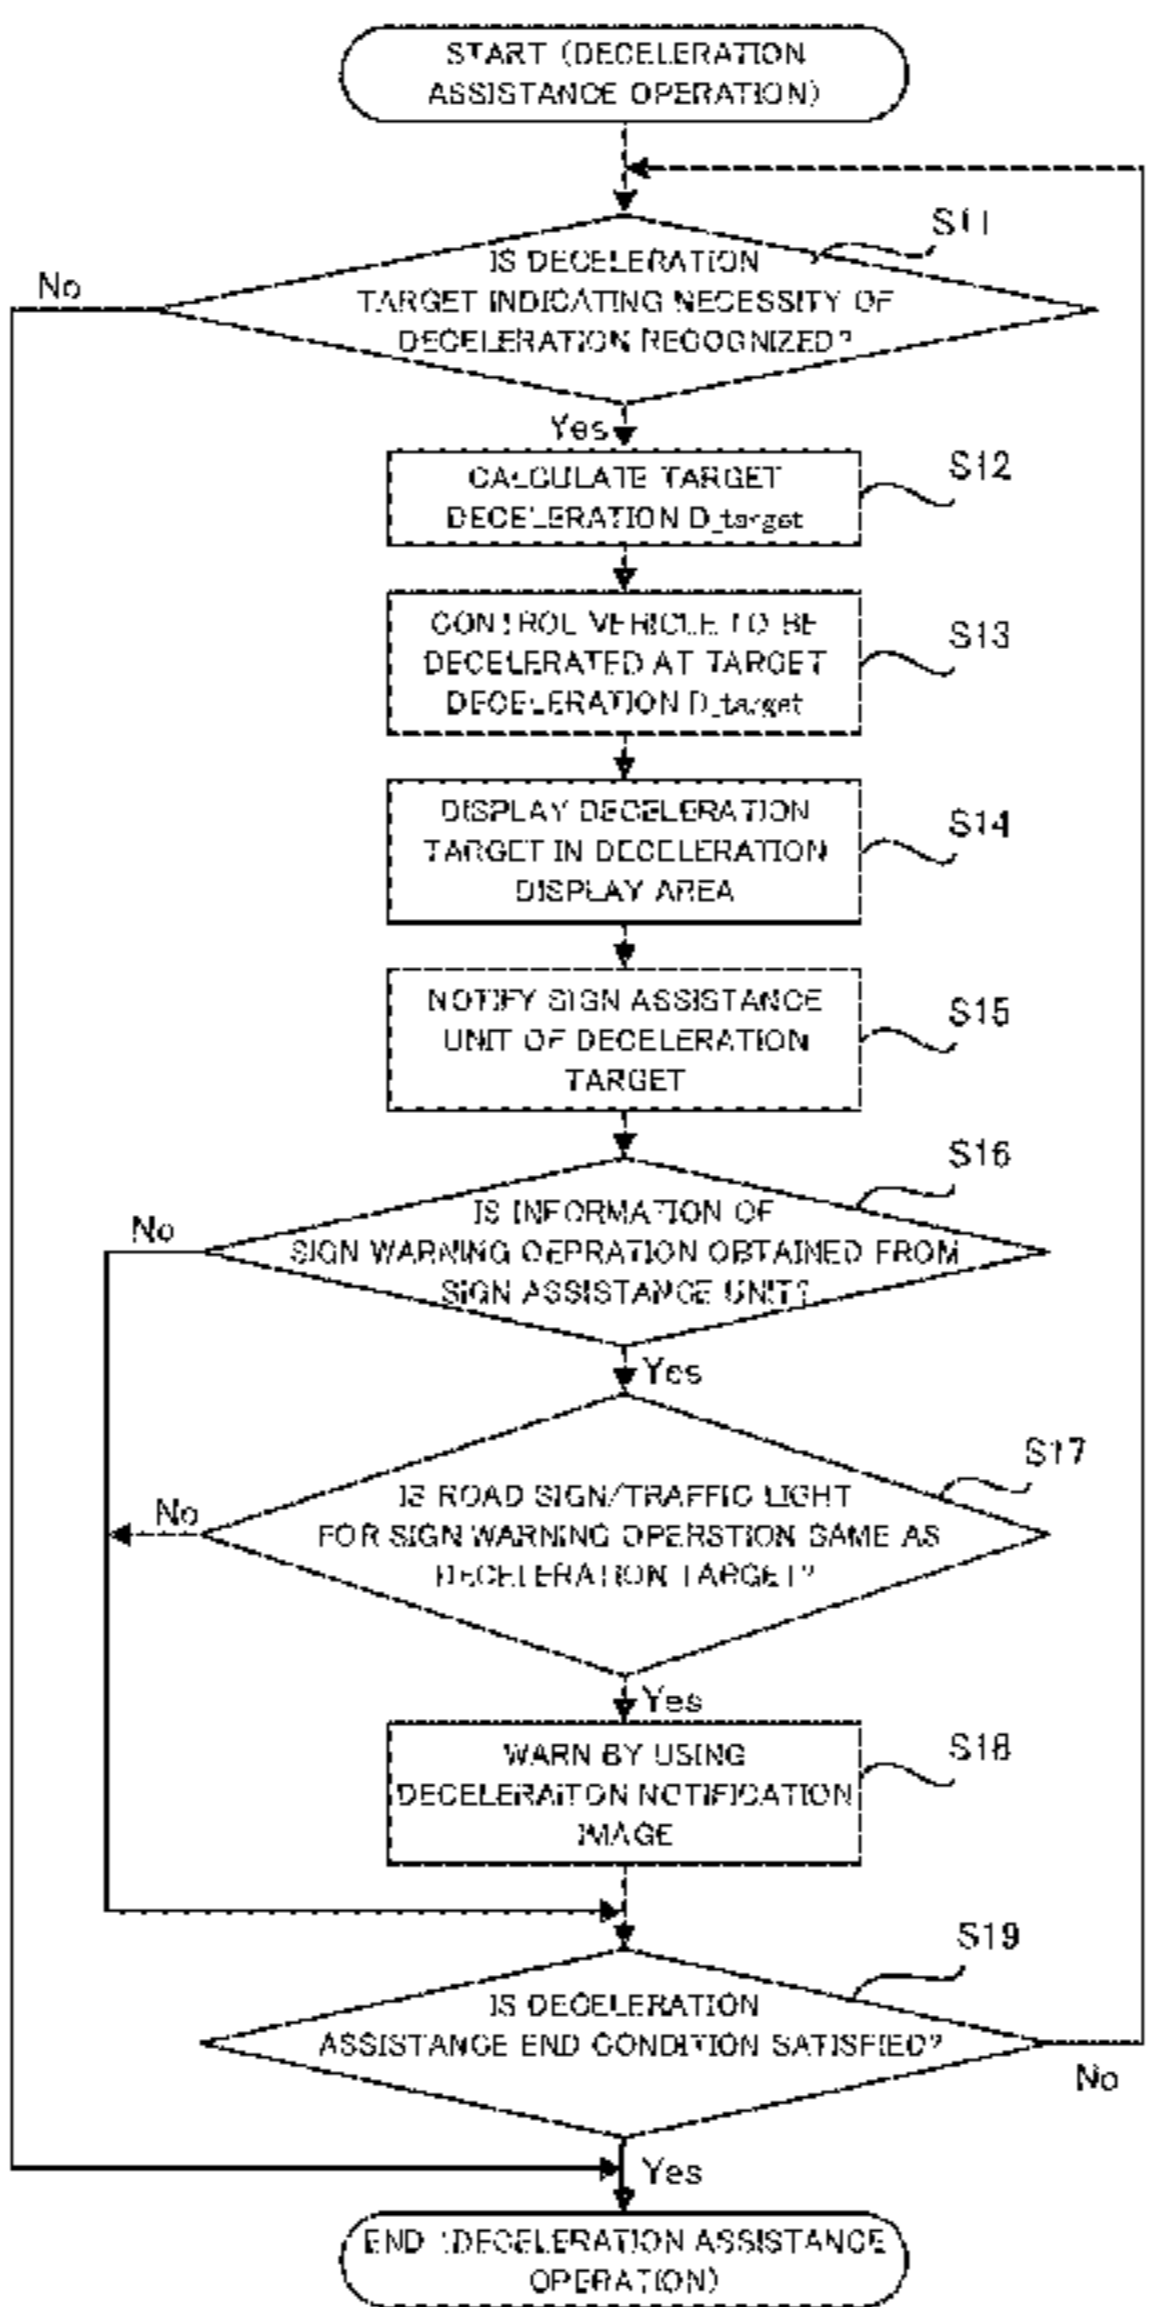 START (DECELERATION
ASSISTANCE OPERATION)
S11
No
IS DECELERATION
TARGET INDICATING NECESSITY OF
DECELERATION RECOGNIZED?
Yes
S12
CALCULATE TARGET
DECELERATION D_target
S13
CONTROL VEHICLE TO BE
DECELERATED AT TARGET
DECELERATION D_target
S14
DISPLAY DECELERATION
TARGET IN DECELERATION
DISPLAY AREA
S15
NOTIFY SIGN ASSISTANCE
UNIT OF DECELERATION
TARGET
S16
No
IS INFORMATION OF
SIGN WARNING OEPRATION OBTAINED FROM
SIGN ASSISTANCE UNIT?
Yes
S17
No
IS ROAD SIGN/TRAFFIC LIGHT
FOR SIGN WARNING OPERSTION SAME AS
DECELERATION TARGET?
Yes
S18
WARN BY USING
DECELERAITON NOTIFICATION
IMAGE
S19
IS DECELERATION
ASSISTANCE END CONDITION SATISFIED?
No
Yes
END (DECELERATION ASSISTANCE
OPERATION)